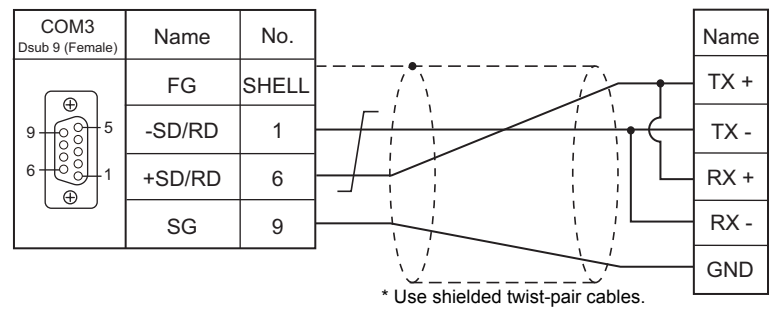 COM3
Dsub 9 (Female)
Name
No.
Name
FG
SHELL
TX +
9
5
-SD/RD
1
TX -
6
1
+SD/RD
6
RX +
SG
9
RX -
GND
* Use shielded twist-pair cables.